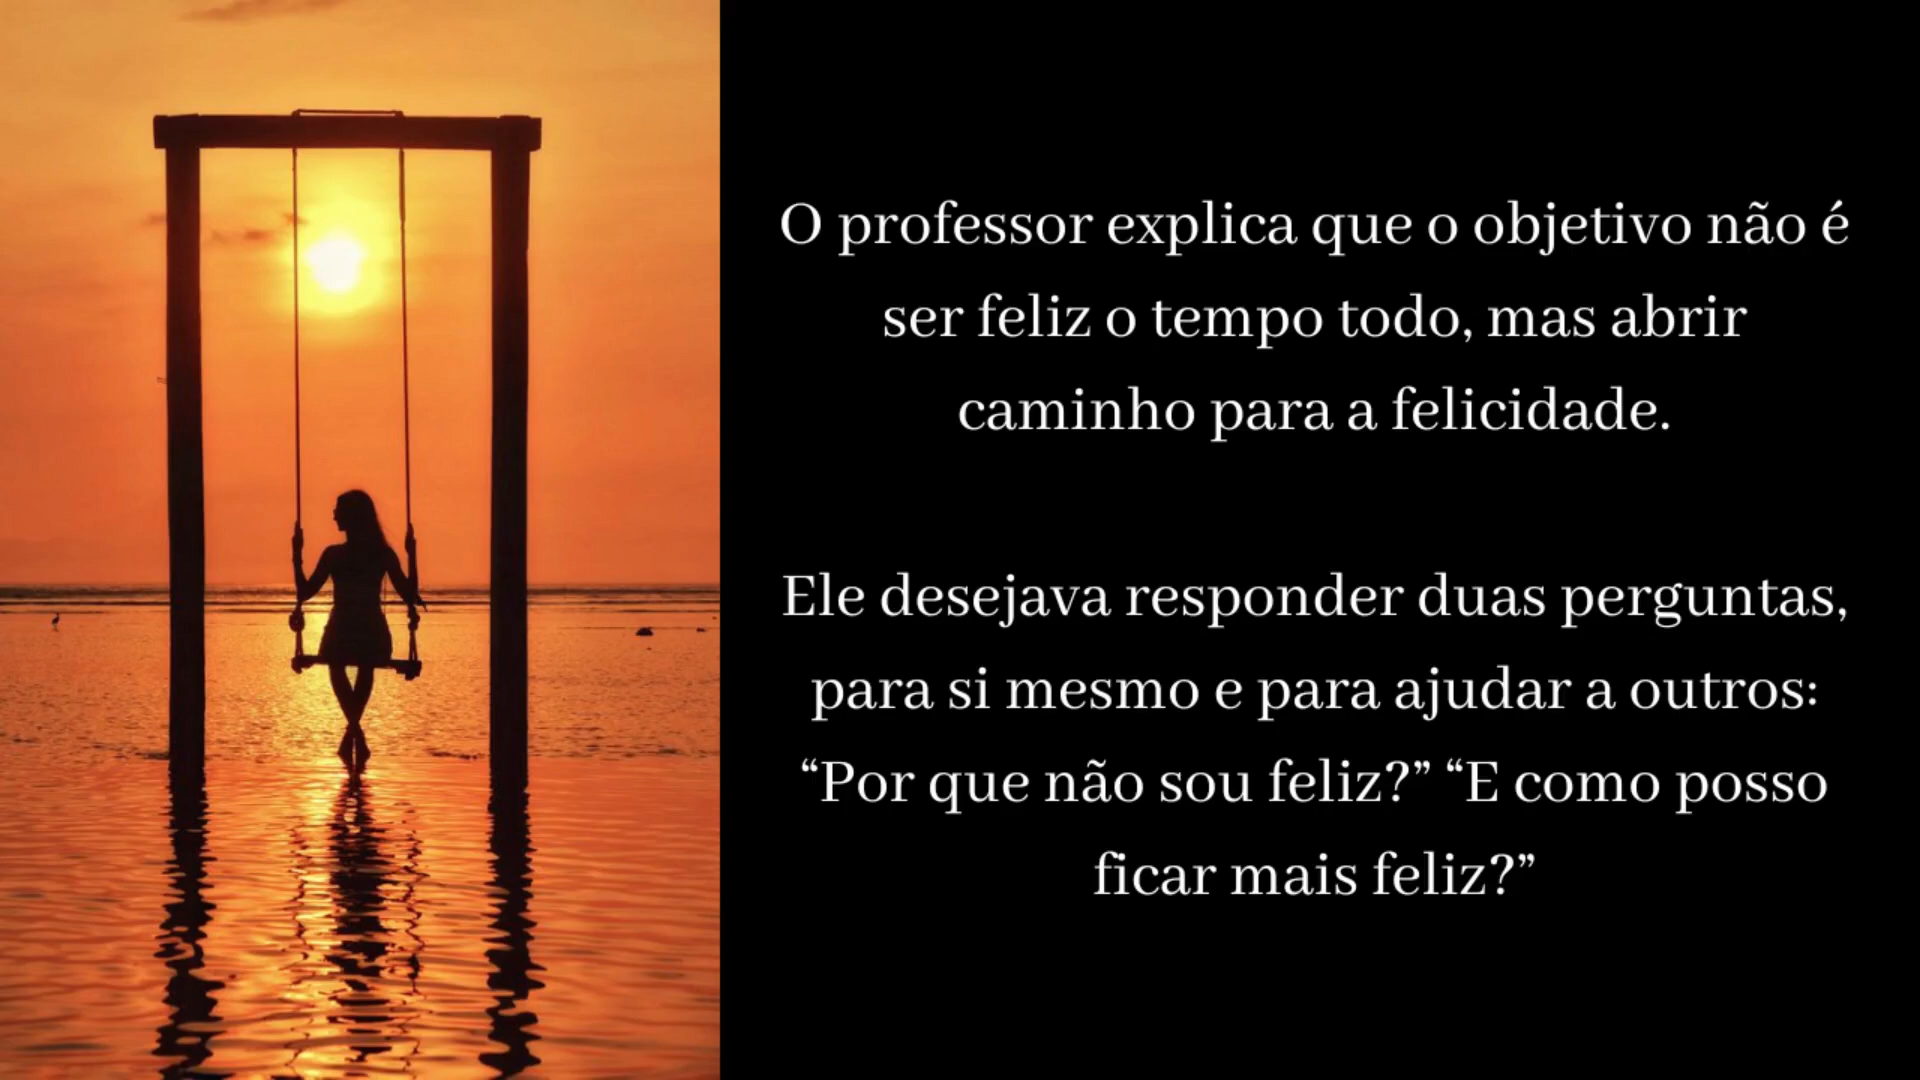 O professor explica que o objetivo não é
ser feliz o tempo todo, mas abrir
caminho para a felicidade.
Ele desejava responder duas perguntas,
para si mesmo e para ajudar a outros:
“Por que não sou feliz?” “E como posso
ficar mais feliz?”